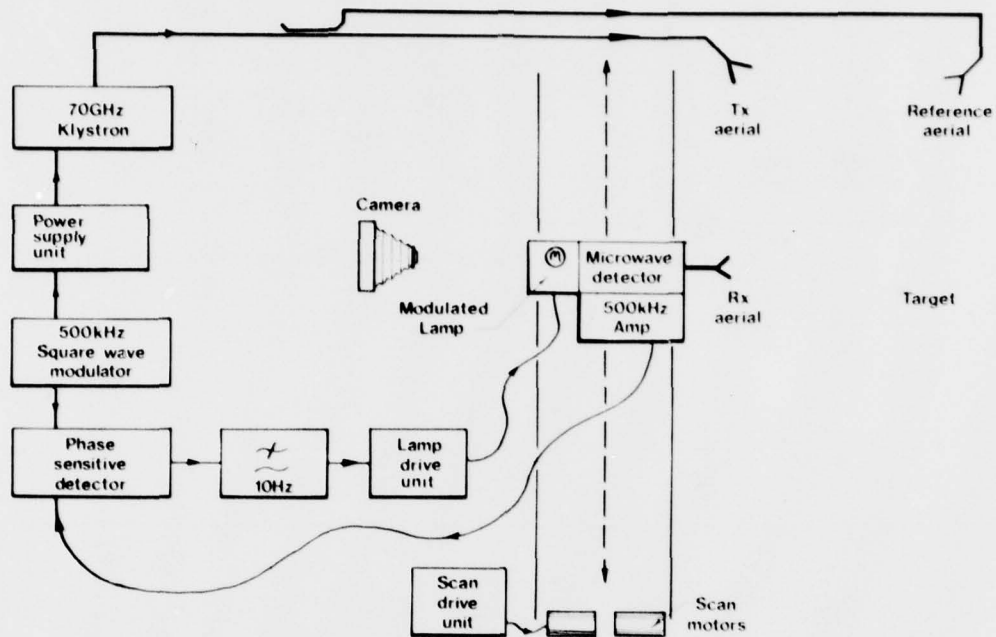 70GHz
Klystron
Tx
aerial
Reference
aerial
Power
supply
unit
Camera
Microwave
detector
Modulated
Lamp
500kHz
Amp
Rx
aerial
Target
500kHz
Square wave
modulator
Phase
sensitive
detector
10Hz
Lamp
drive
unit
Scan
drive
unit
Scan
motors